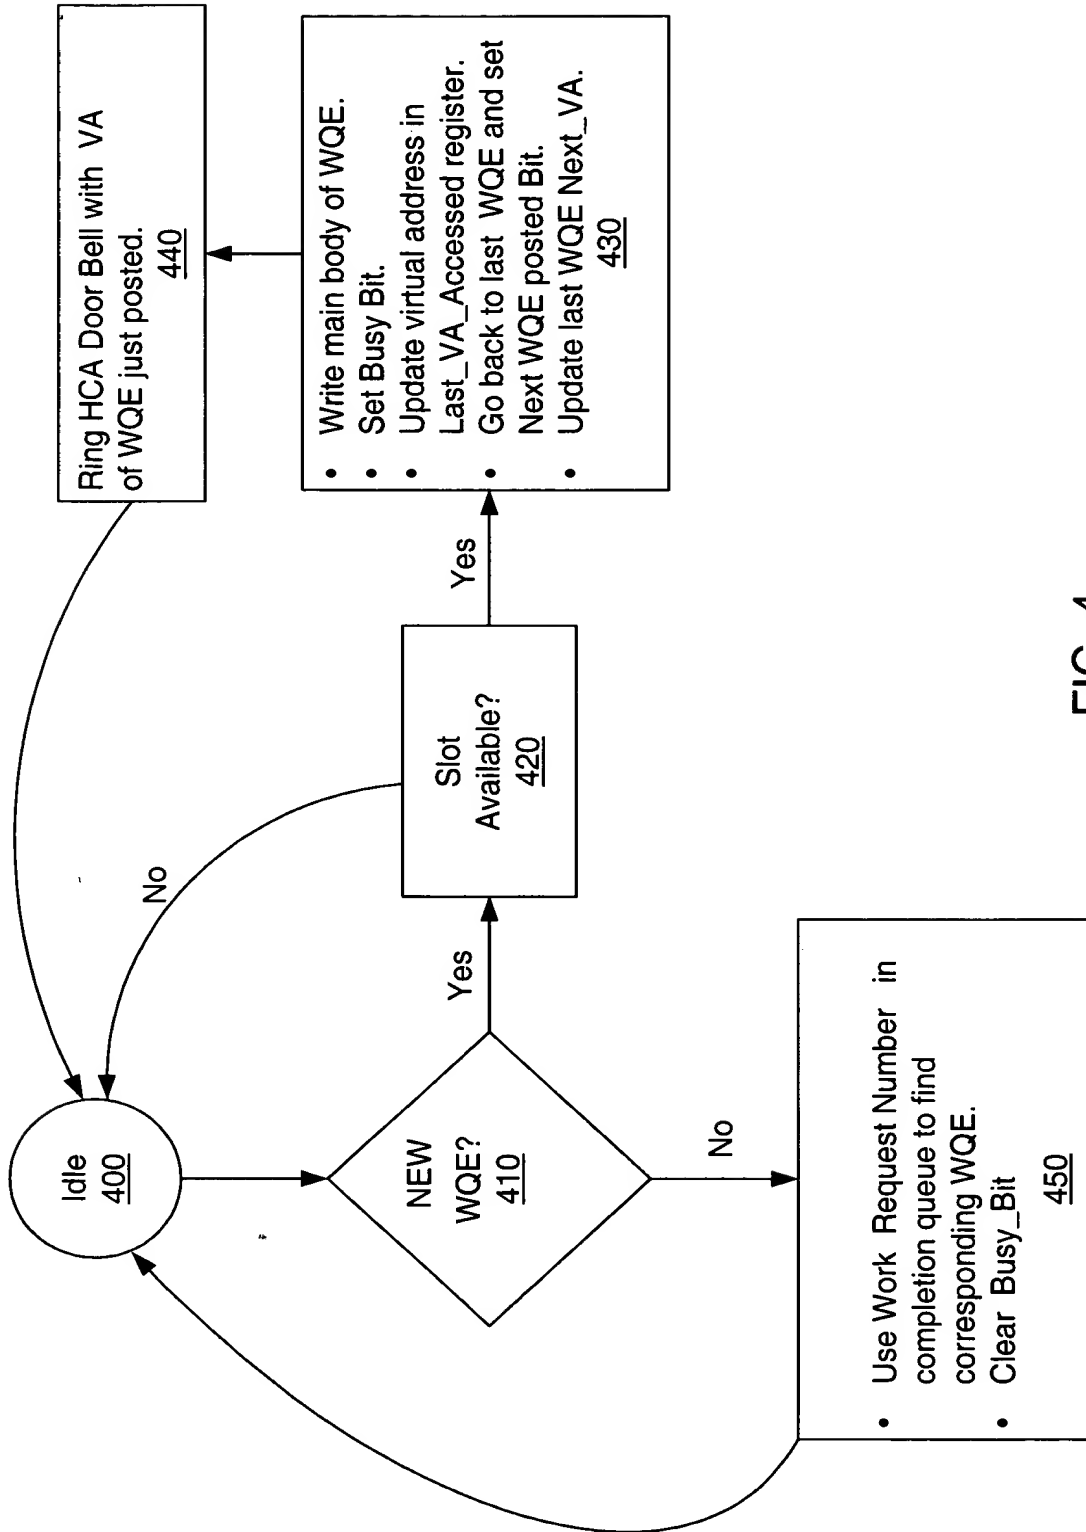 Idle
400
NEW
WQE?
410
Yes
No
Slot
Available?
420
Yes
No
• Write main body of WQE.
• Set Busy Bit.
• Update virtual address in
Last_VA_Accessed register.
• Go back to last WQE and set
Next WQE posted Bit.
• Update last WQE Next_VA.
430
Ring HCA Door Bell with VA
of WQE just posted.
440
• Use Work Request Number in
completion queue to find
corresponding WQE.
• Clear Busy_Bit
450